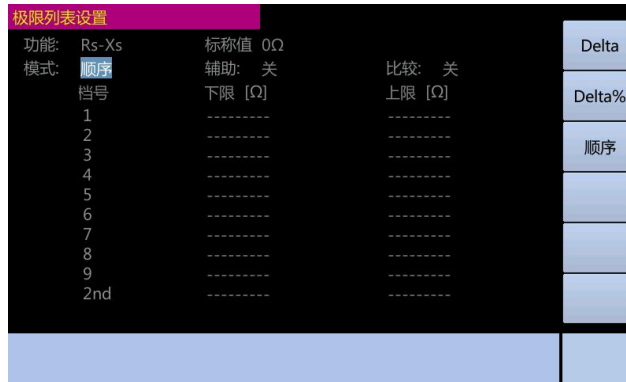 极限列表设置
功能: Rs-Xs 标称值 0Ω
模式: 顺序 辅助: 关 比较: 关
档号 下限 [Ω] 上限 [Ω]
1 --------- ---------
2 --------- ---------
3 --------- ---------
4 --------- ---------
5 --------- ---------
6 --------- ---------
7 --------- ---------
8 --------- ---------
9 --------- ---------
2nd --------- ---------
Delta
Delta%
顺序